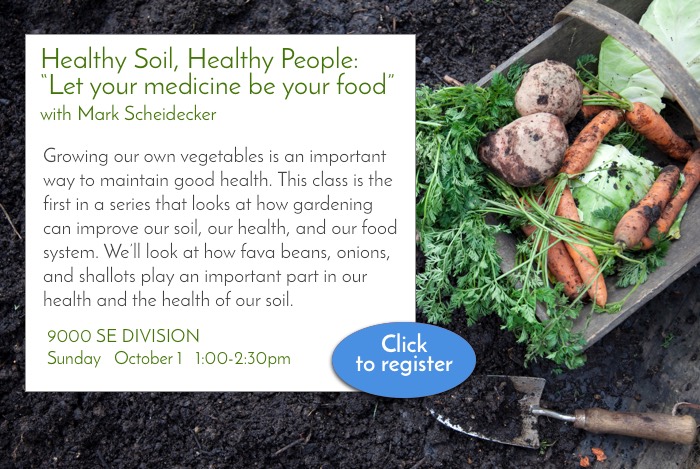 Healthy Soil, Healthy People:
“Let your medicine be your food”
with Mark Scheidecker
Growing our own vegetables is an important
way to maintain good health. This class is the
first in a series that looks at how gardening
can improve our soil, our health, and our food
system. We’ll look at how fava beans, onions,
and shallots play an important part in our
health and the health of our soil.
9000 SE DIVISION
Sunday October 1 1:00-2:30pm
Click
to register